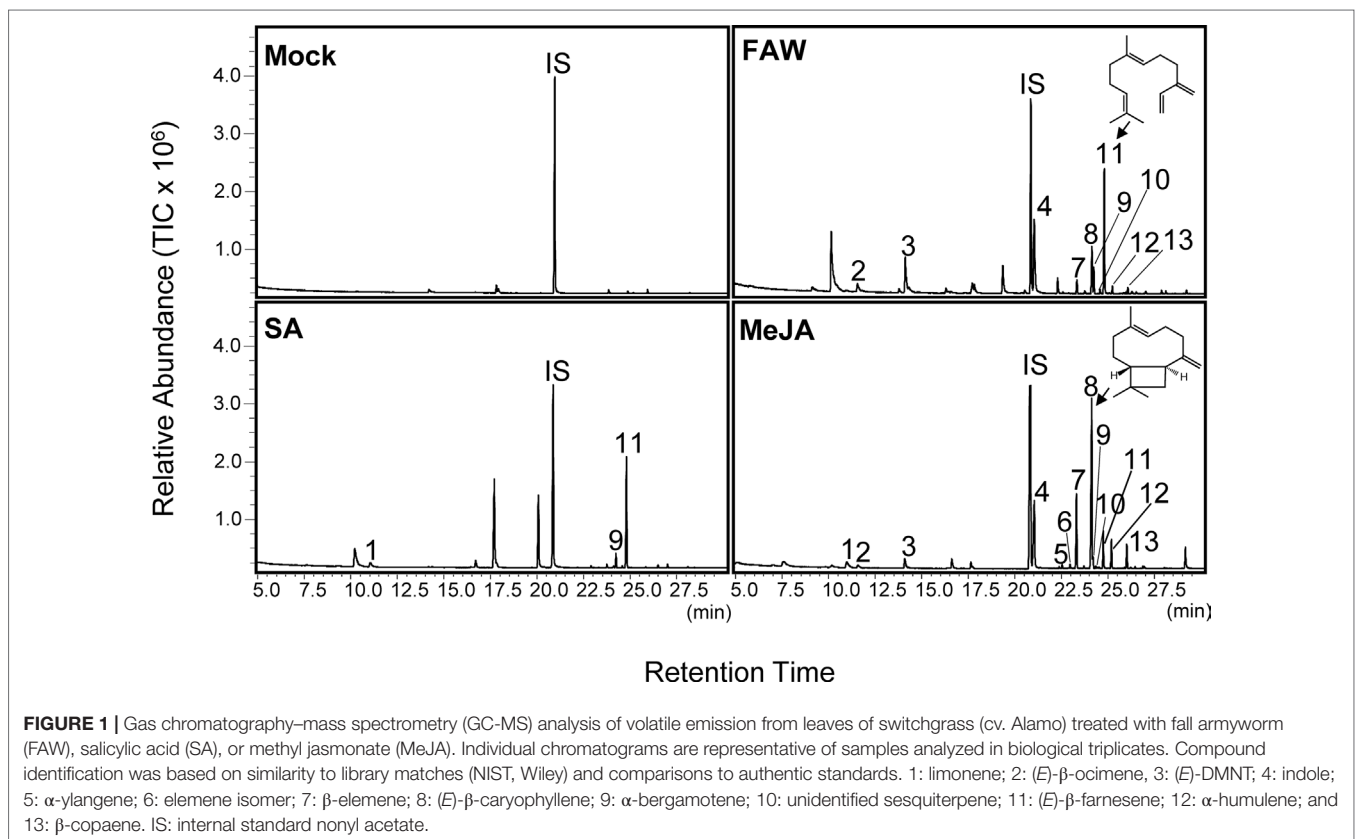 Mock
IS
4.0
3.0
2.0
1.0
FAW
IS
11
10
9
4
8
3
2
7
12 13
SA
IS
11
9
1
4.0
3.0
2.0
1.0
MeJA
IS
H
H
8
9
11
7
4
12
10
6
5
13
12
3
Relative Abundance (TIC x 10⁶)
5.0 7.5 10.0 12.5 15.0 17.5 20.0 22.5 25.0 27.5
(min)
5.0 7.5 10.0 12.5 15.0 17.5 20.0 22.5 25.0 27.5
(min)
Retention Time
FIGURE 1 | Gas chromatography–mass spectrometry (GC-MS) analysis of volatile emission from leaves of switchgrass (cv. Alamo) treated with fall armyworm
(FAW), salicylic acid (SA), or methyl jasmonate (MeJA). Individual chromatograms are representative of samples analyzed in biological triplicates. Compound
identification was based on similarity to library matches (NIST, Wiley) and comparisons to authentic standards. 1: limonene; 2: (E)-β-ocimene, 3: (E)-DMNT; 4: indole;
5: α-ylangene; 6: elemene isomer; 7: β-elemene; 8: (E)-β-caryophyllene; 9: α-bergamotene; 10: unidentified sesquiterpene; 11: (E)-β-farnesene; 12: α-humulene; and
13: β-copaene. IS: internal standard nonyl acetate.